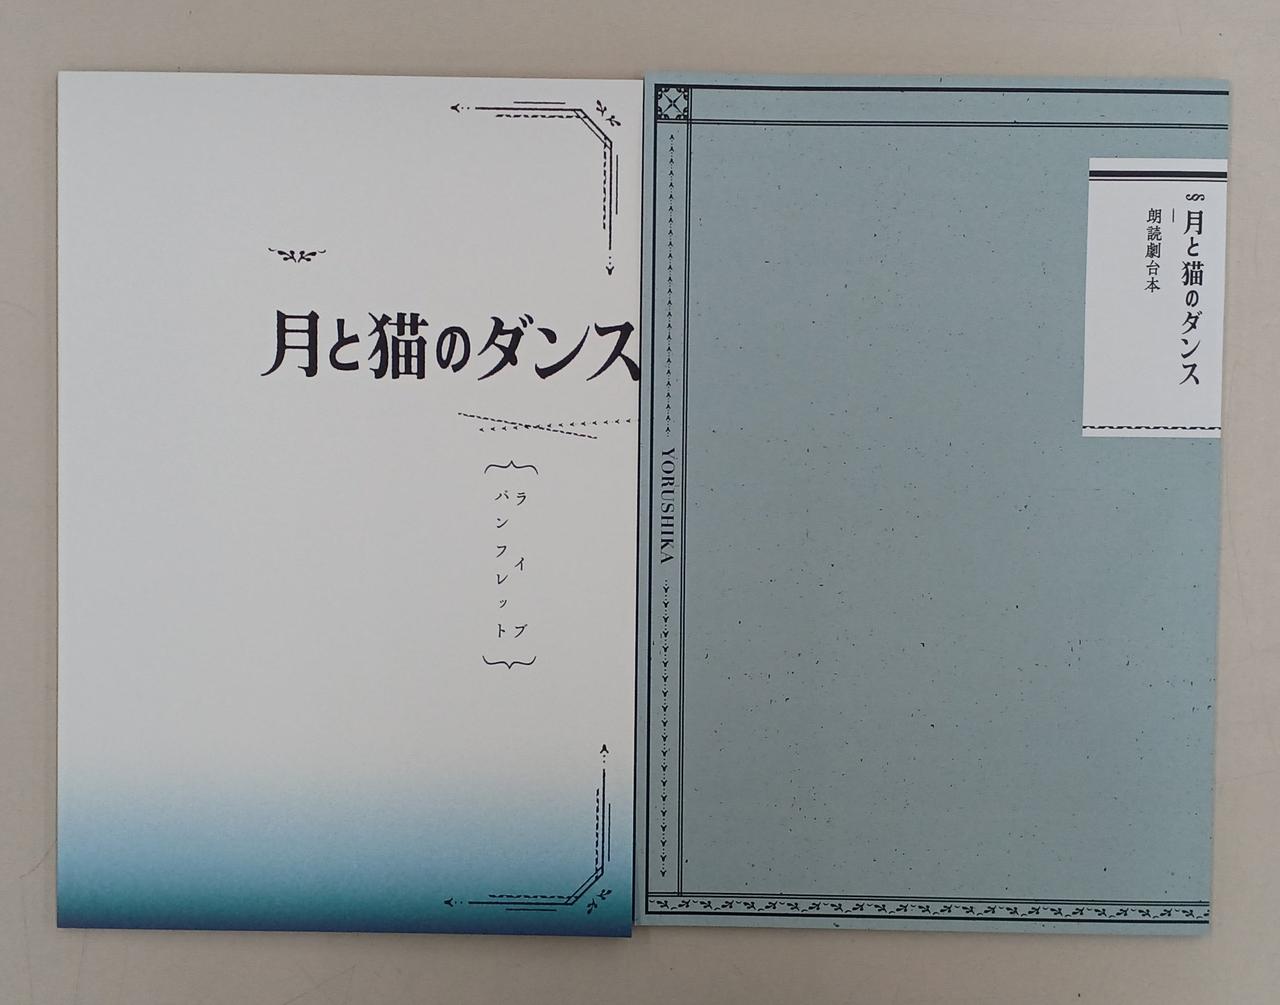 月と猫のダンス
ライブ
パンフレット
YORUSHIKA
§月と猫のダンス
朗読劇台本